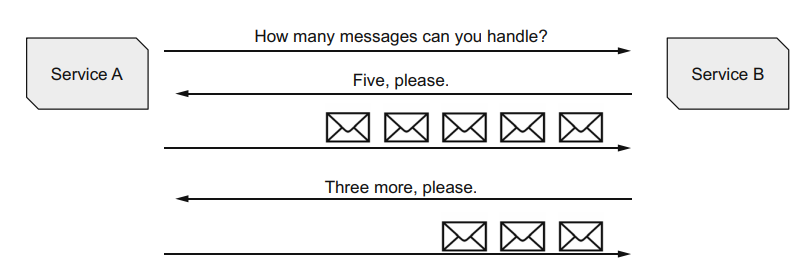 How many messages can you handle?
Service A
Service B
Five, please.
Three more, please.